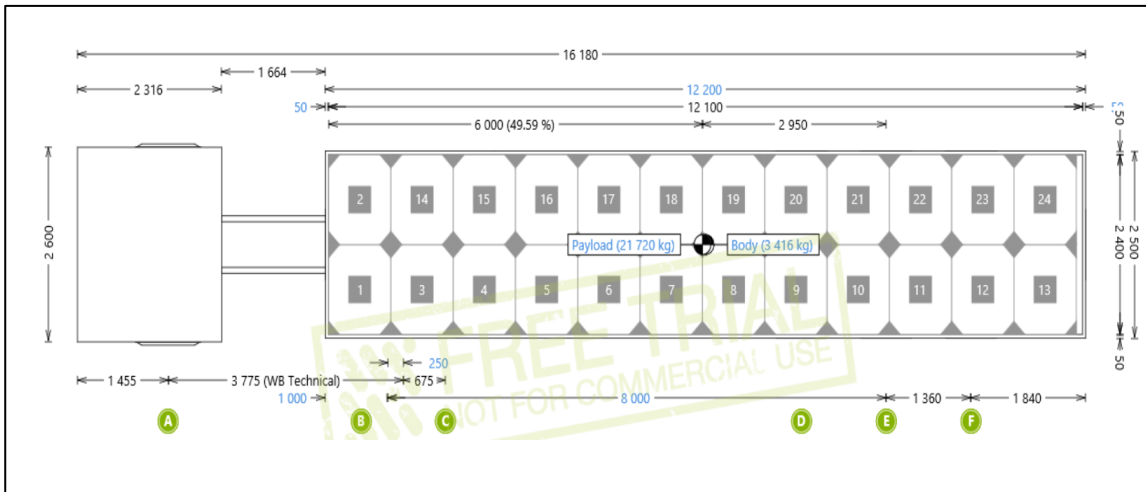 16 180
1 664
2 316
12 200
50
12 100
50
6 000 (49.59 %)
2 950
2 600
2 14 15 16 17 18 19 20 21 22 23 24
Payload (21 720 kg)
Body (3 416 kg)
2 400
2 500
1 3 4 5 6 7 8 9 10 11 12 13
50
FREE TRIAL
NOT FOR COMMERCIAL USE
250
1 455
3 775 (WB Technical)
675
1 000
8 000
1 360
1 840
A B C D E F